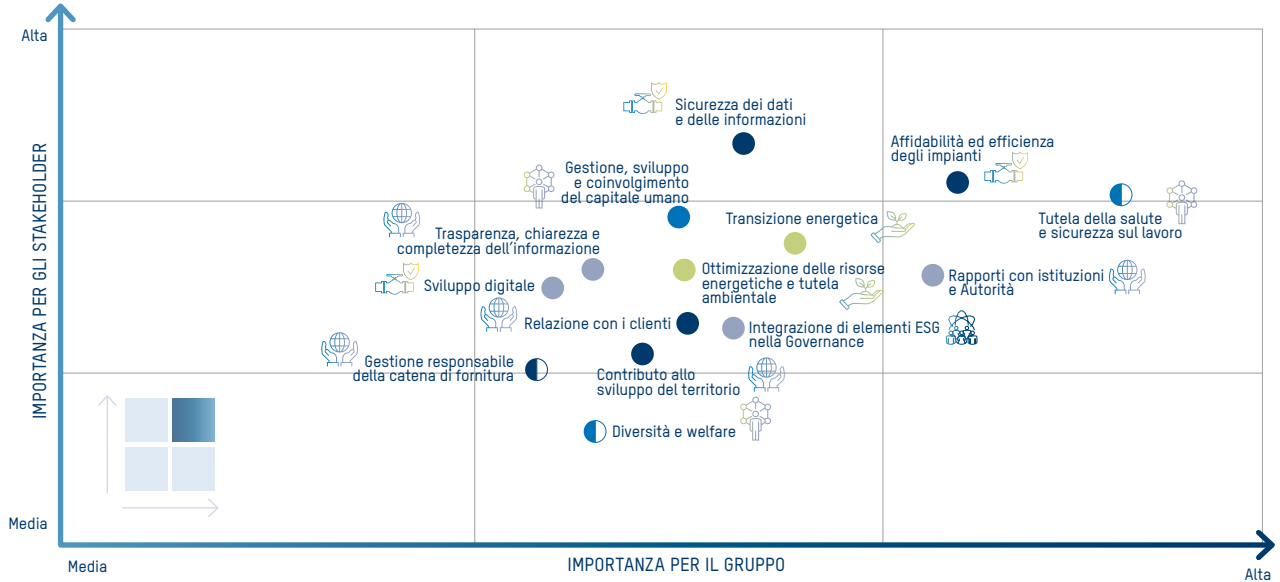 Alta
IMPORTANZA PER GLI STAKEHOLDER
Sicurezza dei dati
e delle informazioni
Affidabilità ed efficienza
degli impianti
Gestione, sviluppo
e coinvolgimento
del capitale umano
Transizione energetica
Tutela della salute
e sicurezza sul lavoro
Trasparenza, chiarezza e
completezza dell'informazione
Ottimizzazione delle risorse
energetiche e tutela
ambientale
Rapporti con istituzioni
e Autorità
Sviluppo digitale
Relazione con i clienti
Integrazione di elementi ESG
nella Governance
Gestione responsabile
della catena di fornitura
Contributo allo
sviluppo del territorio
Diversità e welfare
Media
Media
IMPORTANZA PER IL GRUPPO
Alta